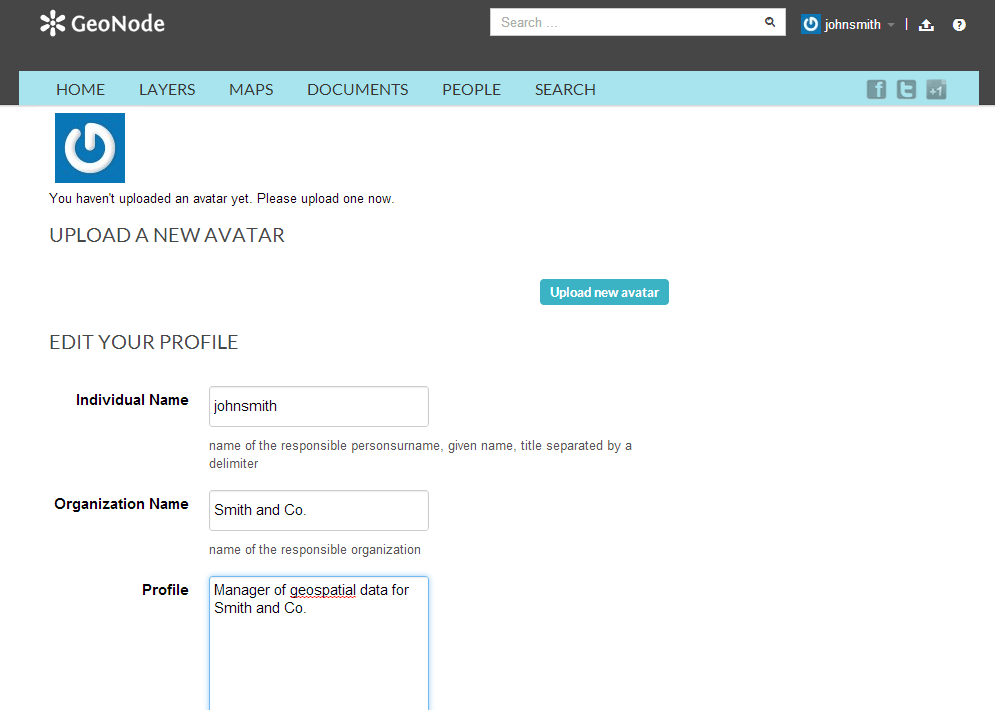 GeoNode
Search ...
johnsmith
HOME LAYERS MAPS DOCUMENTS PEOPLE SEARCH
f t +1
You haven't uploaded an avatar yet. Please upload one now.
UPLOAD A NEW AVATAR
Upload new avatar
EDIT YOUR PROFILE
Individual Name
johnsmith
name of the responsible personsurname, given name, title separated by a
delimiter
Organization Name
Smith and Co.
name of the responsible organization
Profile
Manager of geospatial data for
Smith and Co.